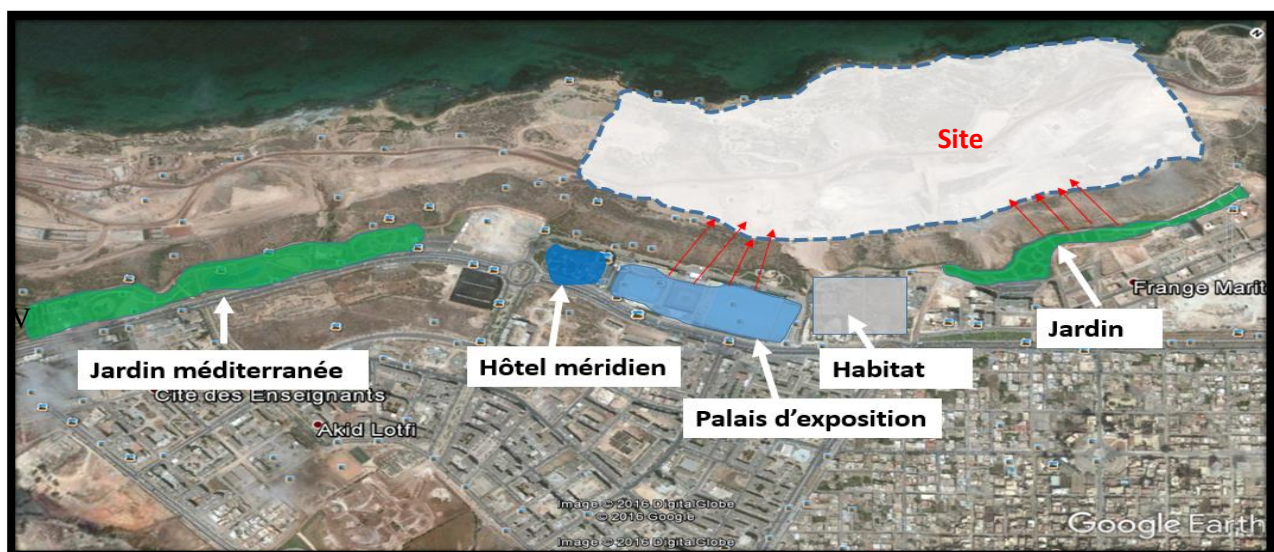 Site
N
V
Frange Marit
Jardin
Hôtel méridien
Habitat
Jardin méditerranée
Cité des Enseignants
Palais d’exposition
Akid Lotfi
Image © 2016 DigitalGlobe
© 2016 Google
Image © 2016 DigitalGlobe
Google Earth